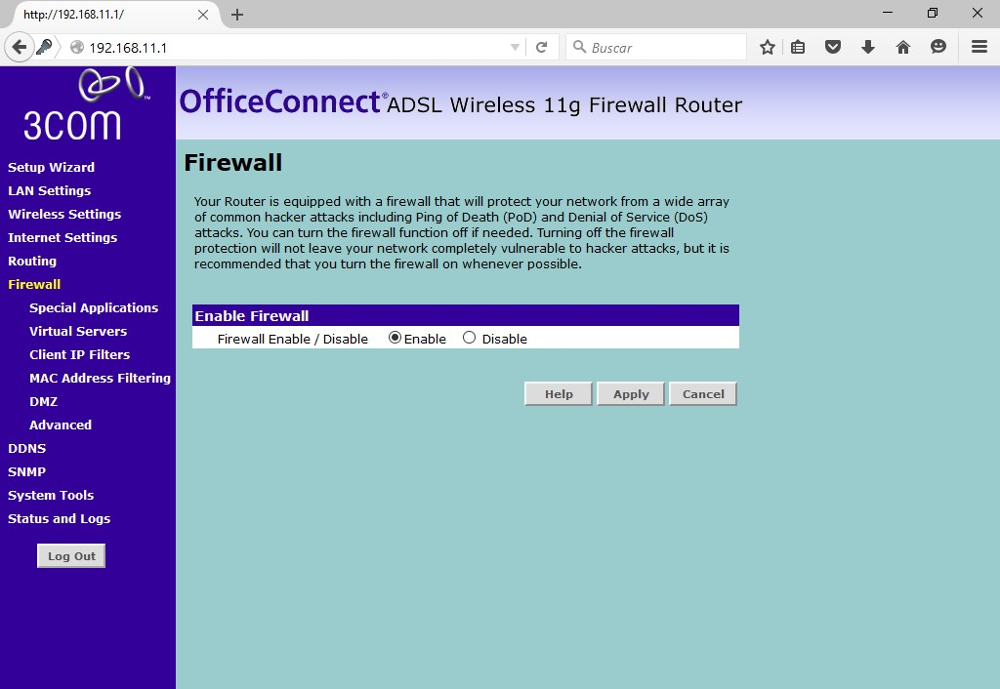 http://192.168.11.1/
192.168.11.1
Buscar
3COM™
OfficeConnect® ADSL Wireless 11g Firewall Router
Setup Wizard
LAN Settings
Wireless Settings
Internet Settings
Routing
Firewall
Special Applications
Virtual Servers
Client IP Filters
MAC Address Filtering
DMZ
Advanced
DDNS
SNMP
System Tools
Status and Logs
Log Out
Firewall
Your Router is equipped with a firewall that will protect your network from a wide array
of common hacker attacks including Ping of Death (PoD) and Denial of Service (DoS)
attacks. You can turn the firewall function off if needed. Turning off the firewall
protection will not leave your network completely vulnerable to hacker attacks, but it is
recommended that you turn the firewall on whenever possible.
Enable Firewall
Firewall Enable / Disable Enable Disable
Help Apply Cancel